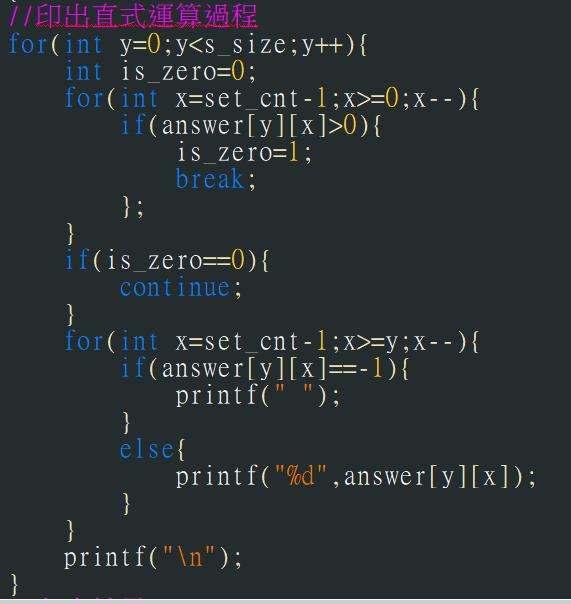 //印出直式運算過程
for(int y=0;y<s_size;y++){
    int is_zero=0;
    for(int x=set_cnt-1;x>=0;x--){
        if(answer[y][x]>0){
            is_zero=1;
            break;
        };
    }
    if(is_zero==0){
        continue;
    }
    for(int x=set_cnt-1;x>=y;x--){
        if(answer[y][x]==-1){
            printf(" ");
        }
        else{
            printf("%d",answer[y][x]);
        }
    }
    printf("\n");
}